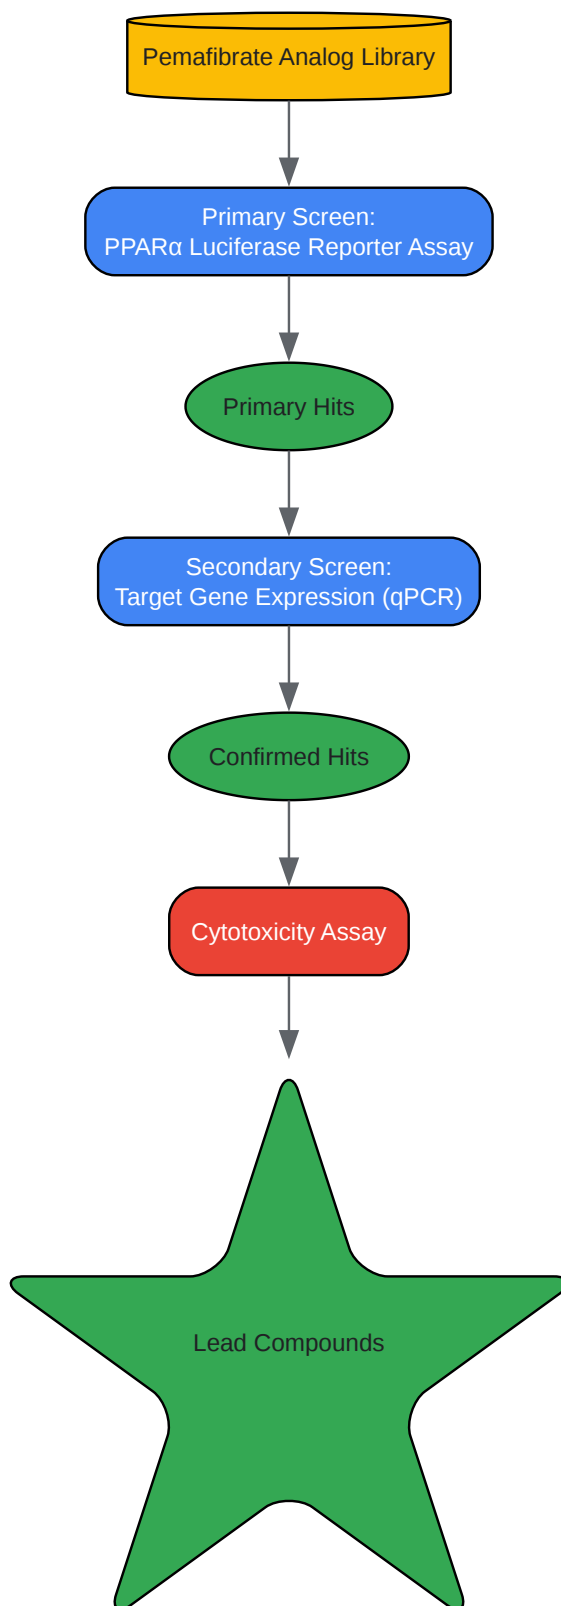 Pemafibrate Analog Library
Primary Screen:
PPARα Luciferase Reporter Assay
Primary Hits
Secondary Screen:
Target Gene Expression (qPCR)
Confirmed Hits
Cytotoxicity Assay
Lead Compounds